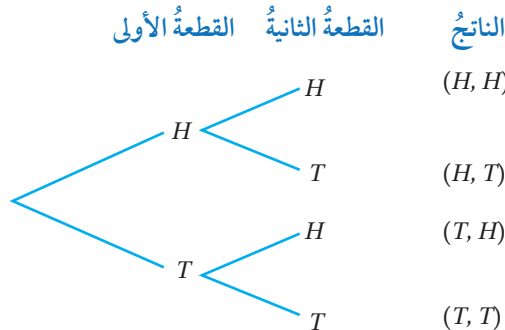 القطعةُ الأولى القطعةُ الثانيةُ الناتجُ
H (H, H)
H
T (H, T)
H (T, H)
T
T (T, T)